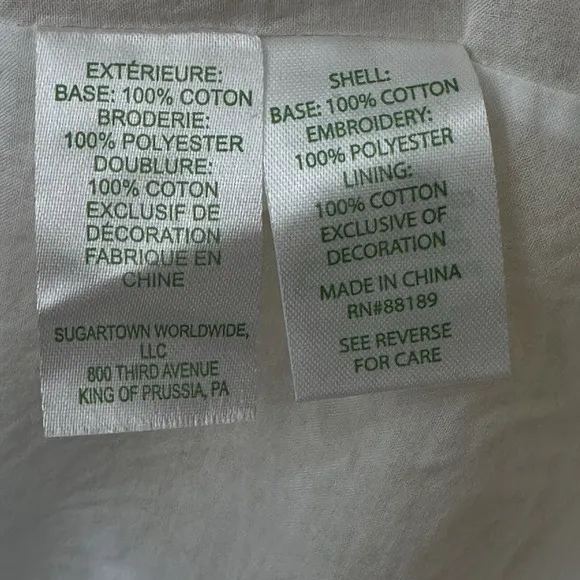 EXTÉRIEURE:
BASE: 100% COTON
BRODERIE:
100% POLYESTER
DOUBLURE:
100% COTON
EXCLUSIF DE
DÉCORATION
FABRIQUE EN
CHINE
SUGARTOWN WORLDWIDE,
LLC
800 THIRD AVENUE
KING OF PRUSSIA, PA
SHELL:
BASE: 100% COTTON
EMBROIDERY:
100% POLYESTER
LINING:
100% COTTON
EXCLUSIVE OF
DECORATION
MADE IN CHINA
RN#88189
SEE REVERSE
FOR CARE